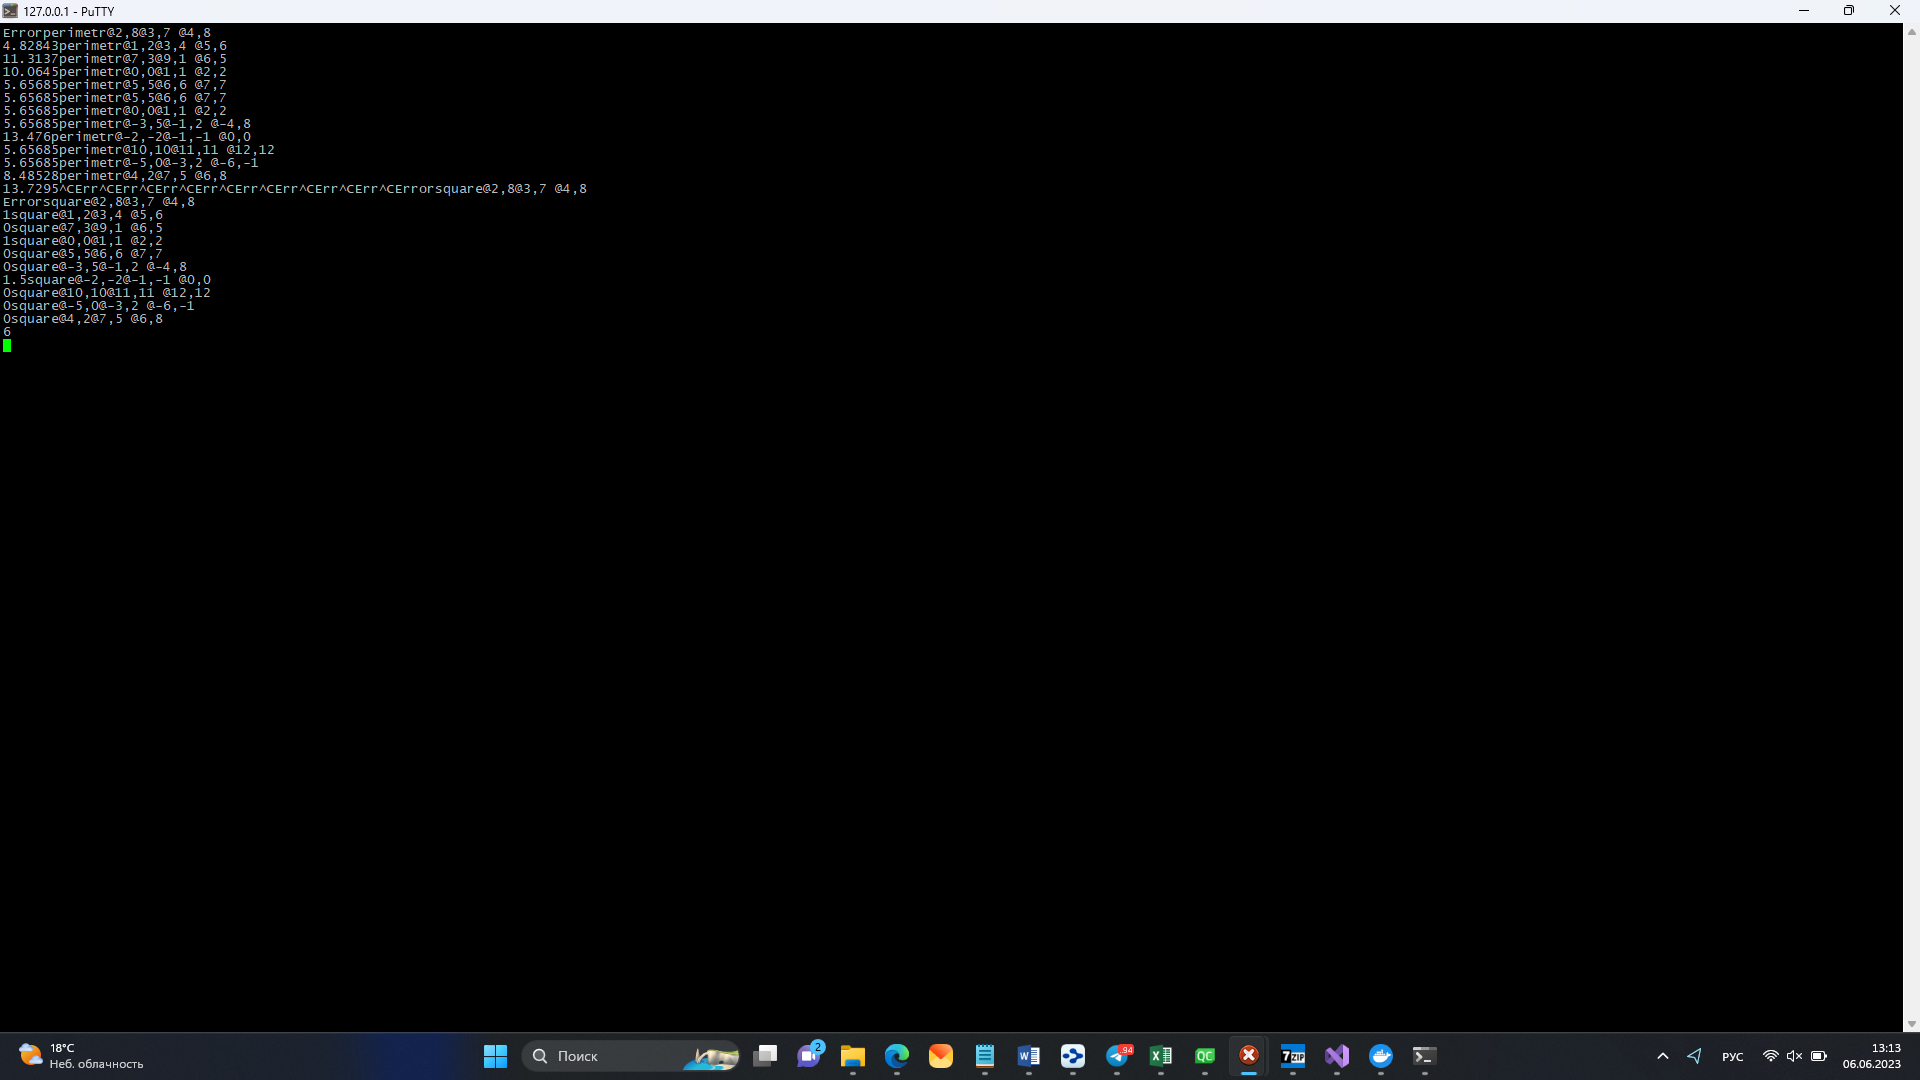 127.0.0.1 - PuTTY
Errorperimetr@2,8@3,7 @4,8
4.82843perimetr@1,2@3,4 @5,6
11.3137perimetr@7,3@9,1 @6,5
10.0645perimetr@0,0@1,1 @2,2
5.65685perimetr@5,5@6,6 @7,7
5.65685perimetr@5,5@6,6 @7,7
5.65685perimetr@0,0@1,1 @2,2
5.65685perimetr@-3,5@-1,2 @-4,8
13.476perimetr@-2,-2@-1,-1 @0,0
5.65685perimetr@10,10@11,11 @12,12
5.65685perimetr@-5,0@-3,2 @-6,-1
8.48528perimetr@4,2@7,5 @6,8
13.7295^CErr^CErr^CErr^CErr^CErr^CErr^CErr^CErr^CErr^CErrorsquare@2,8@3,7 @4,8
Errorsquare@2,8@3,7 @4,8
1square@1,2@3,4 @5,6
0square@7,3@9,1 @6,5
1square@0,0@1,1 @2,2
0square@5,5@6,6 @7,7
0square@-3,5@-1,2 @-4,8
1.5square@-2,-2@-1,-1 @0,0
0square@10,10@11,11 @12,12
0square@-5,0@-3,2 @-6,-1
0square@4,2@7,5 @6,8
6
18°C
Неб. облачность
Поиск
2
W
94
X
QC
7ZIP
РУС
13:13
06.06.2023